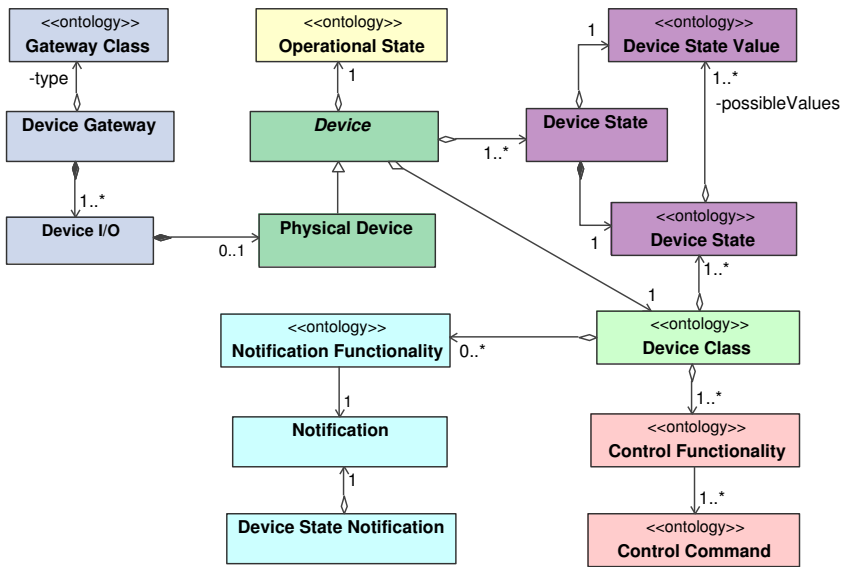 <<ontology>>
Gateway Class
<<ontology>>
Operational State
1
<<ontology>>
Device State Value
-type
1
1..*
-possibleValues
Device Gateway
Device
Device State
1..*
1..*
Device I/O
0..1
Physical Device
1
<<ontology>>
Device State
1..*
1
<<ontology>>
Notification Functionality
0..*
<<ontology>>
Device Class
1
1..*
Notification
<<ontology>>
Control Functionality
1
1..*
Device State Notification
<<ontology>>
Control Command